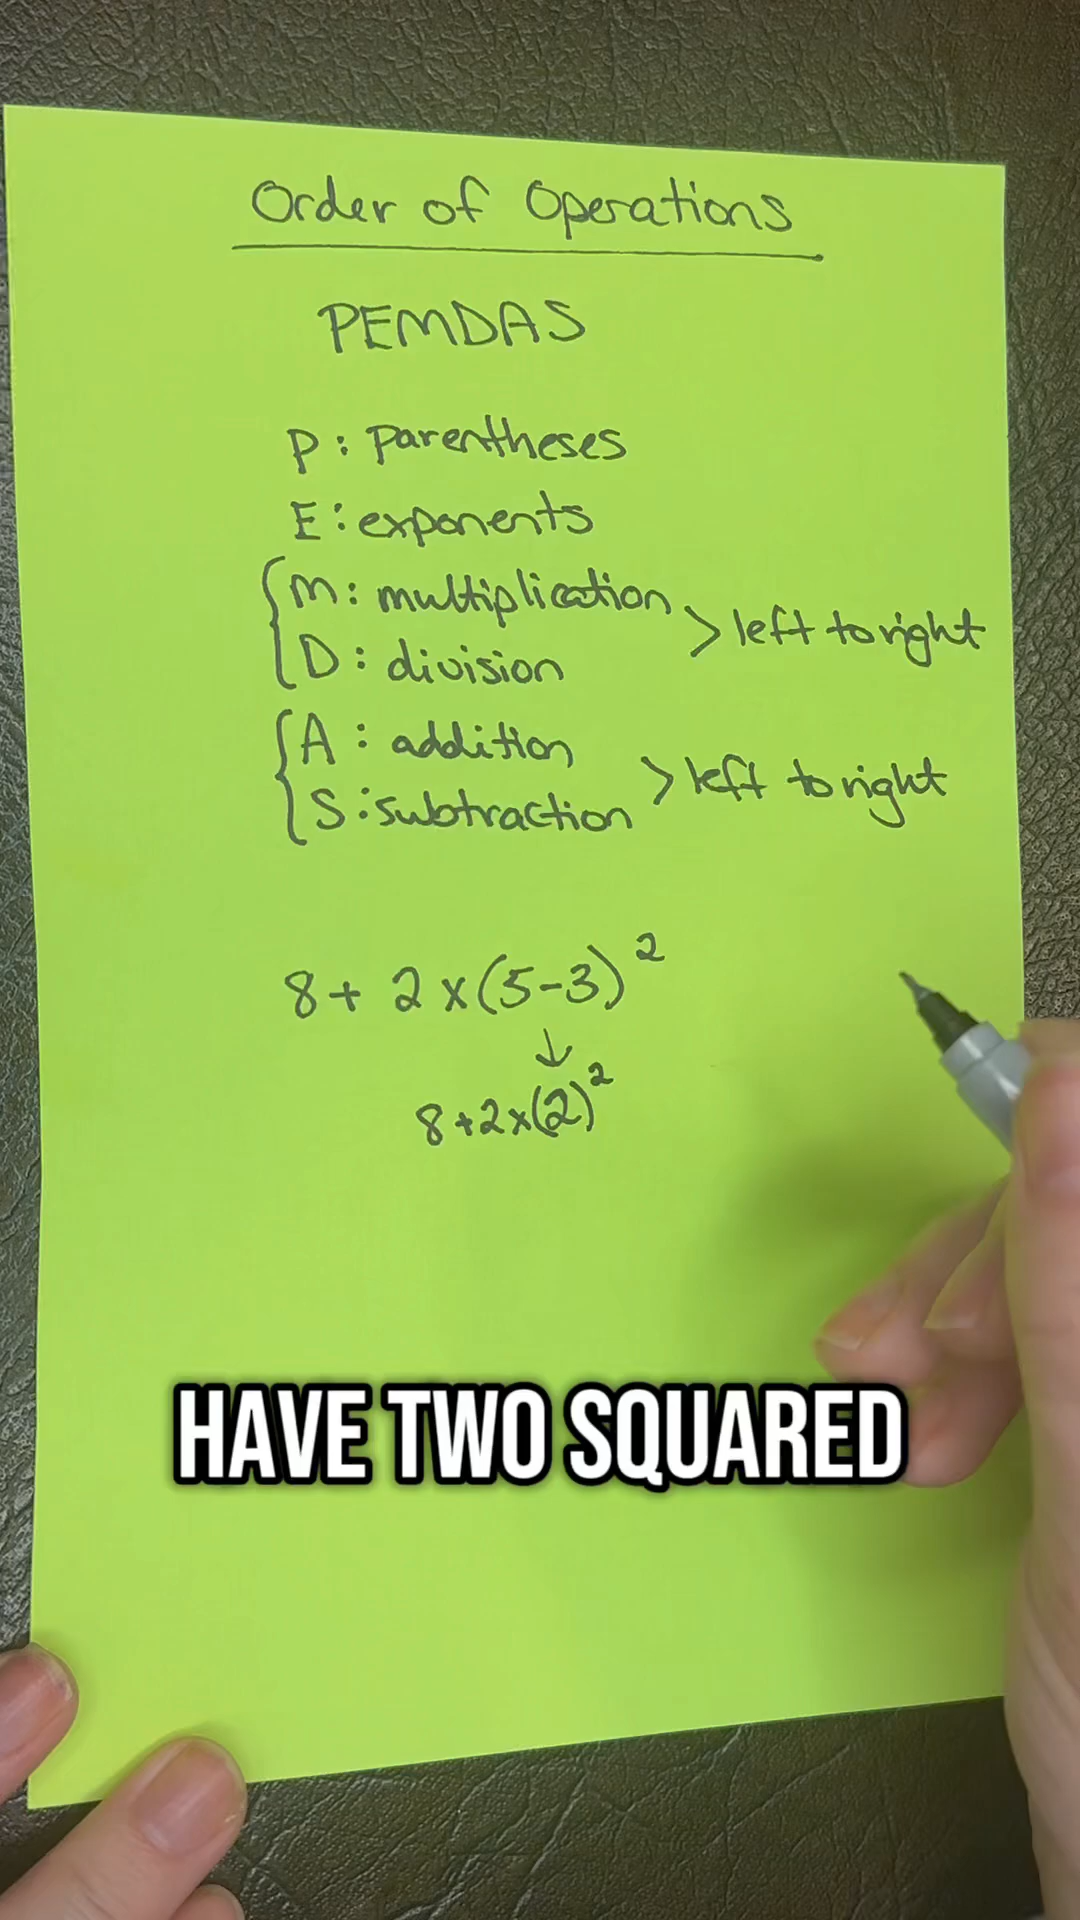 Order of Operations
PEMDAS
P: parentheses
E: exponents
M: multiplication
D: division
> left to right
A: addition
S: subtraction
> left to right
8 + 2 x (5-3)²
↓
8+2x(2)²
HAVE TWO SQUARED